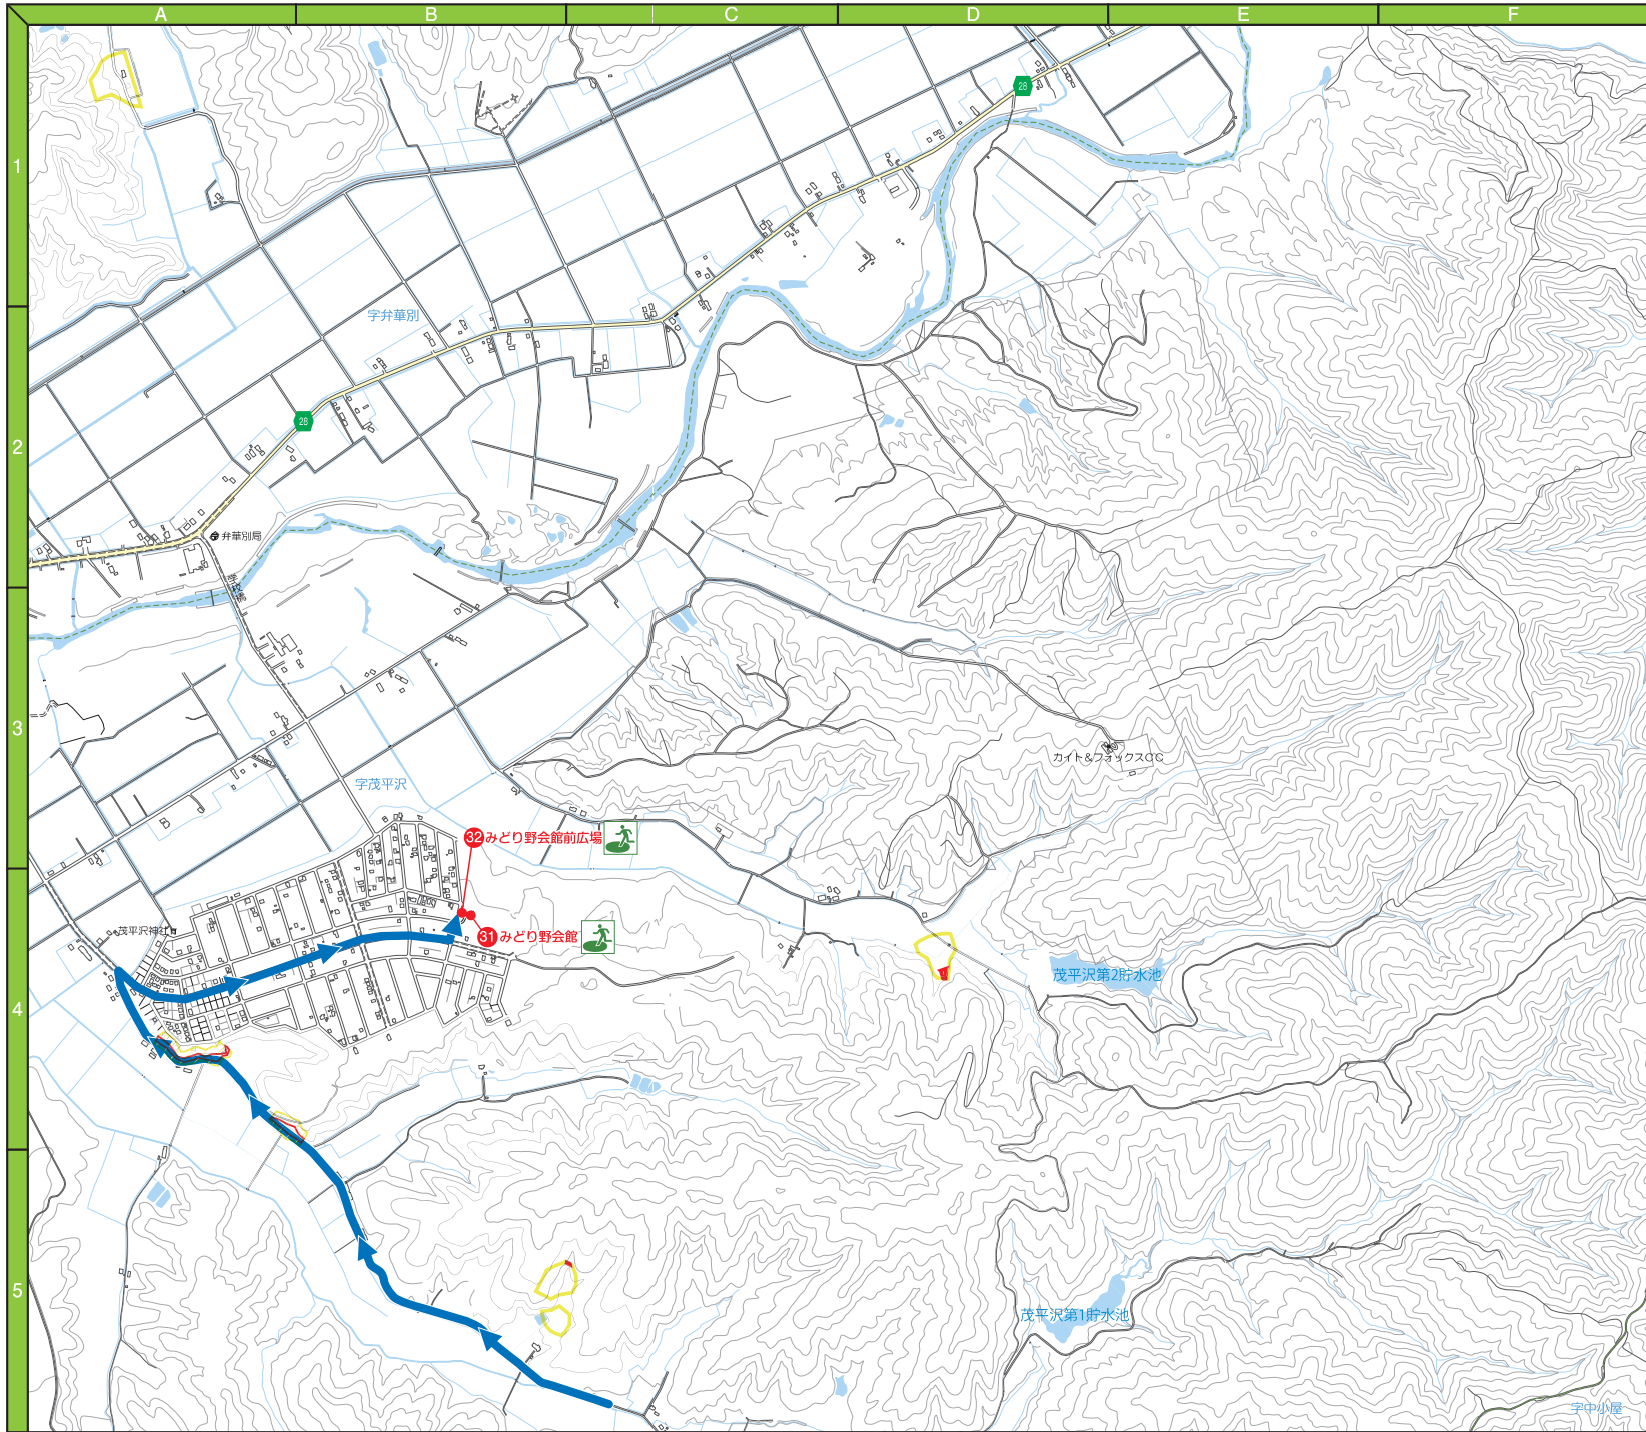 A B C D E F
1
28
字弁華別
28
2
弁華別局
3
カイト&フォックスCC
字茂平沢
32 みどり野会館前広場
茂平沢神社
31 みどり野会館
茂平沢第2貯水池
4
5
茂平沢第1貯水池
字中小屋